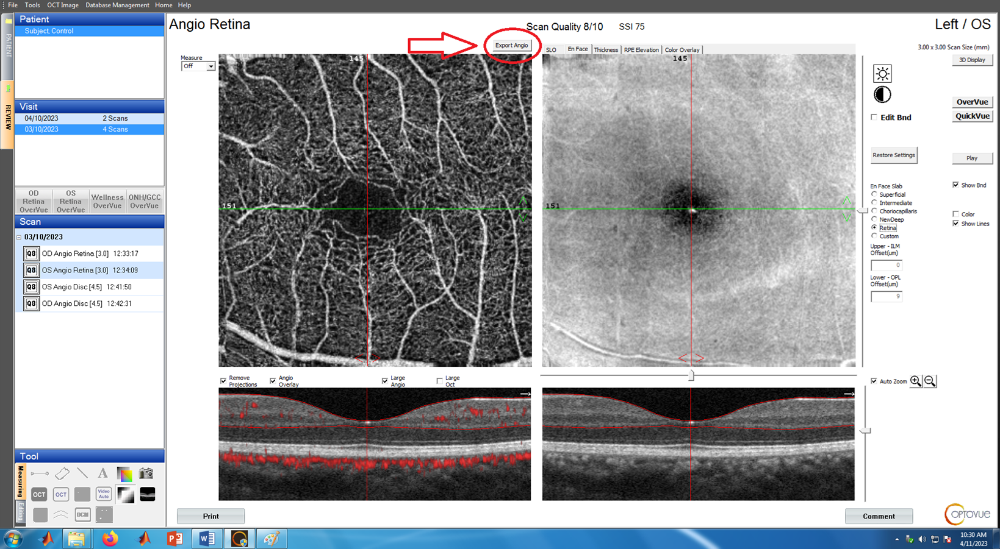 File Tools OCT Image Database Management Home Help
PATIENT
REVIEW
Patient
Subject, Control
Visit
04/10/2023 2 Scans
03/10/2023 4 Scans
OD Retina OverVue
OS Retina OverVue
Wellness OverVue
ONH/GCC OverVue
Scan
03/10/2023
Q8 OD Angio Retina [3.0] 12:33:17
Q8 OS Angio Retina [3.0] 12:34:09
Q8 OS Angio Disc [4.5] 12:41:50
Q8 OD Angio Disc [4.5] 12:42:31
Tool
Measuring
Editing
A
OCT OCT Video Auto
DCM
Angio Retina
Scan Quality 8/10 SSI 75
Left / OS
Export Angio
Measure
Off
SLO En Face Thickness RPE Elevation Color Overlay
3.00 x 3.00 Scan Size (mm)
3D Display
145
151
145
151
Edit Bnd
OverVue
QuickVue
Restore Settings
Play
En Face Slab
Superficial
Intermediate
Choriocapillaris
NewDeep
Retina
Custom
Show Bnd
Color
Show Lines
Upper - ILM
Offset(um)
0
Lower - OPL
Offset(um)
9
Remove Projections
Angio Overlay
Large Angio
Large Oct
Auto Zoom
Print
Comment
OPTOVUE
10:30 AM
4/11/2023